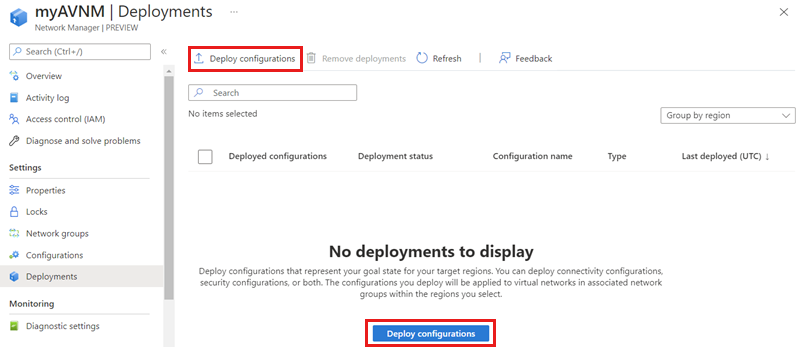 myAVNM | Deployments ...
Network Manager | PREVIEW
Search (Ctrl+/) «
Overview
Activity log
Access control (IAM)
Diagnose and solve problems
Settings
Properties
Locks
Network groups
Configurations
Deployments
Monitoring
Diagnostic settings
Deploy configurations Remove deployments Refresh | Feedback
Search
No items selected
Group by region
Deployed configurations Deployment status Configuration name Type Last deployed (UTC) ↓
No deployments to display
Deploy configurations that represent your goal state for your target regions. You can deploy connectivity configurations,
security configurations, or both. The configurations you deploy will be applied to virtual networks in associated network
groups within the regions you select.
Deploy configurations